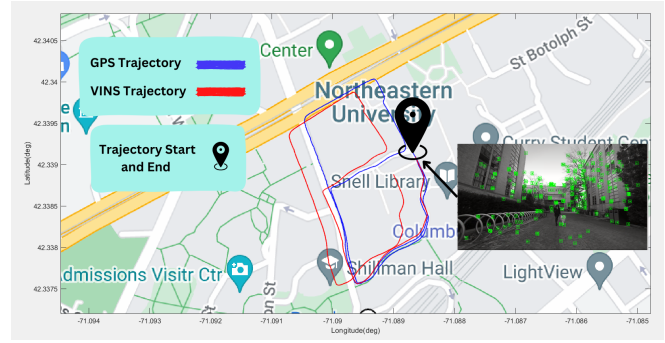 42.3405
42.34
42.3395
42.339
42.3385
42.338
42.3375
Latitude(deg)
GPS Trajectory
VINS Trajectory
Trajectory Start
and End
Center
St Botolph St
Northeastern
University
Curry Student Cen
Snell Library
Columb
Shillman Hall
LightView
dmissions Visitr Ctr
on St
-71.094
-71.093
-71.092
-71.091
-71.09
-71.089
-71.088
-71.087
-71.086
-71.085
Longitude(deg)